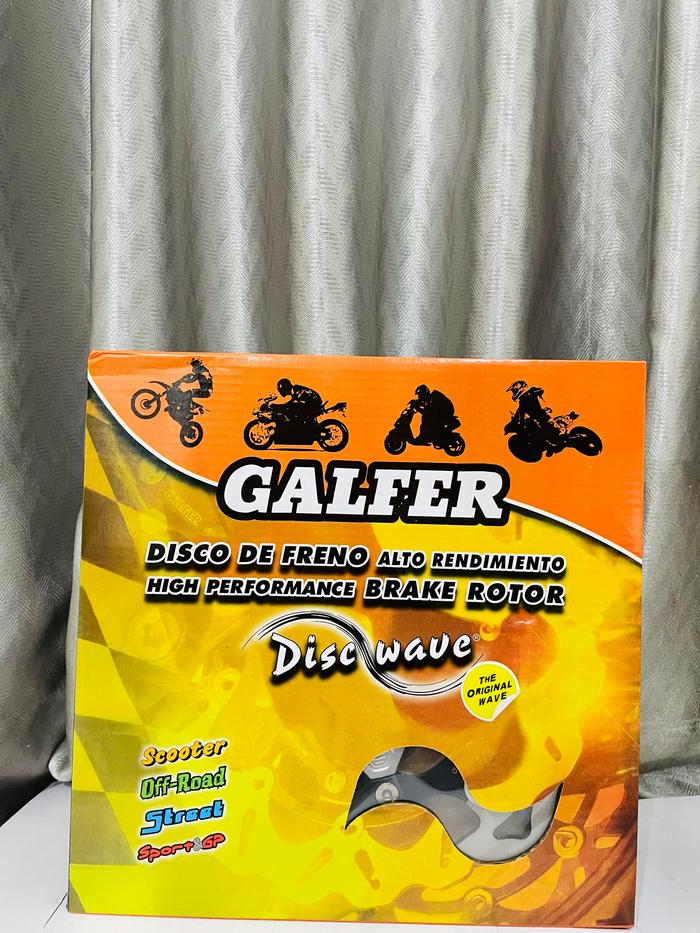 GALFER
DISCO DE FRENO ALTO RENDIMIENTO
HIGH PERFORMANCE BRAKE ROTOR
Disc wave®
THE
ORIGINAL
WAVE
Scooter
Off-Road
Street
Sport&GP